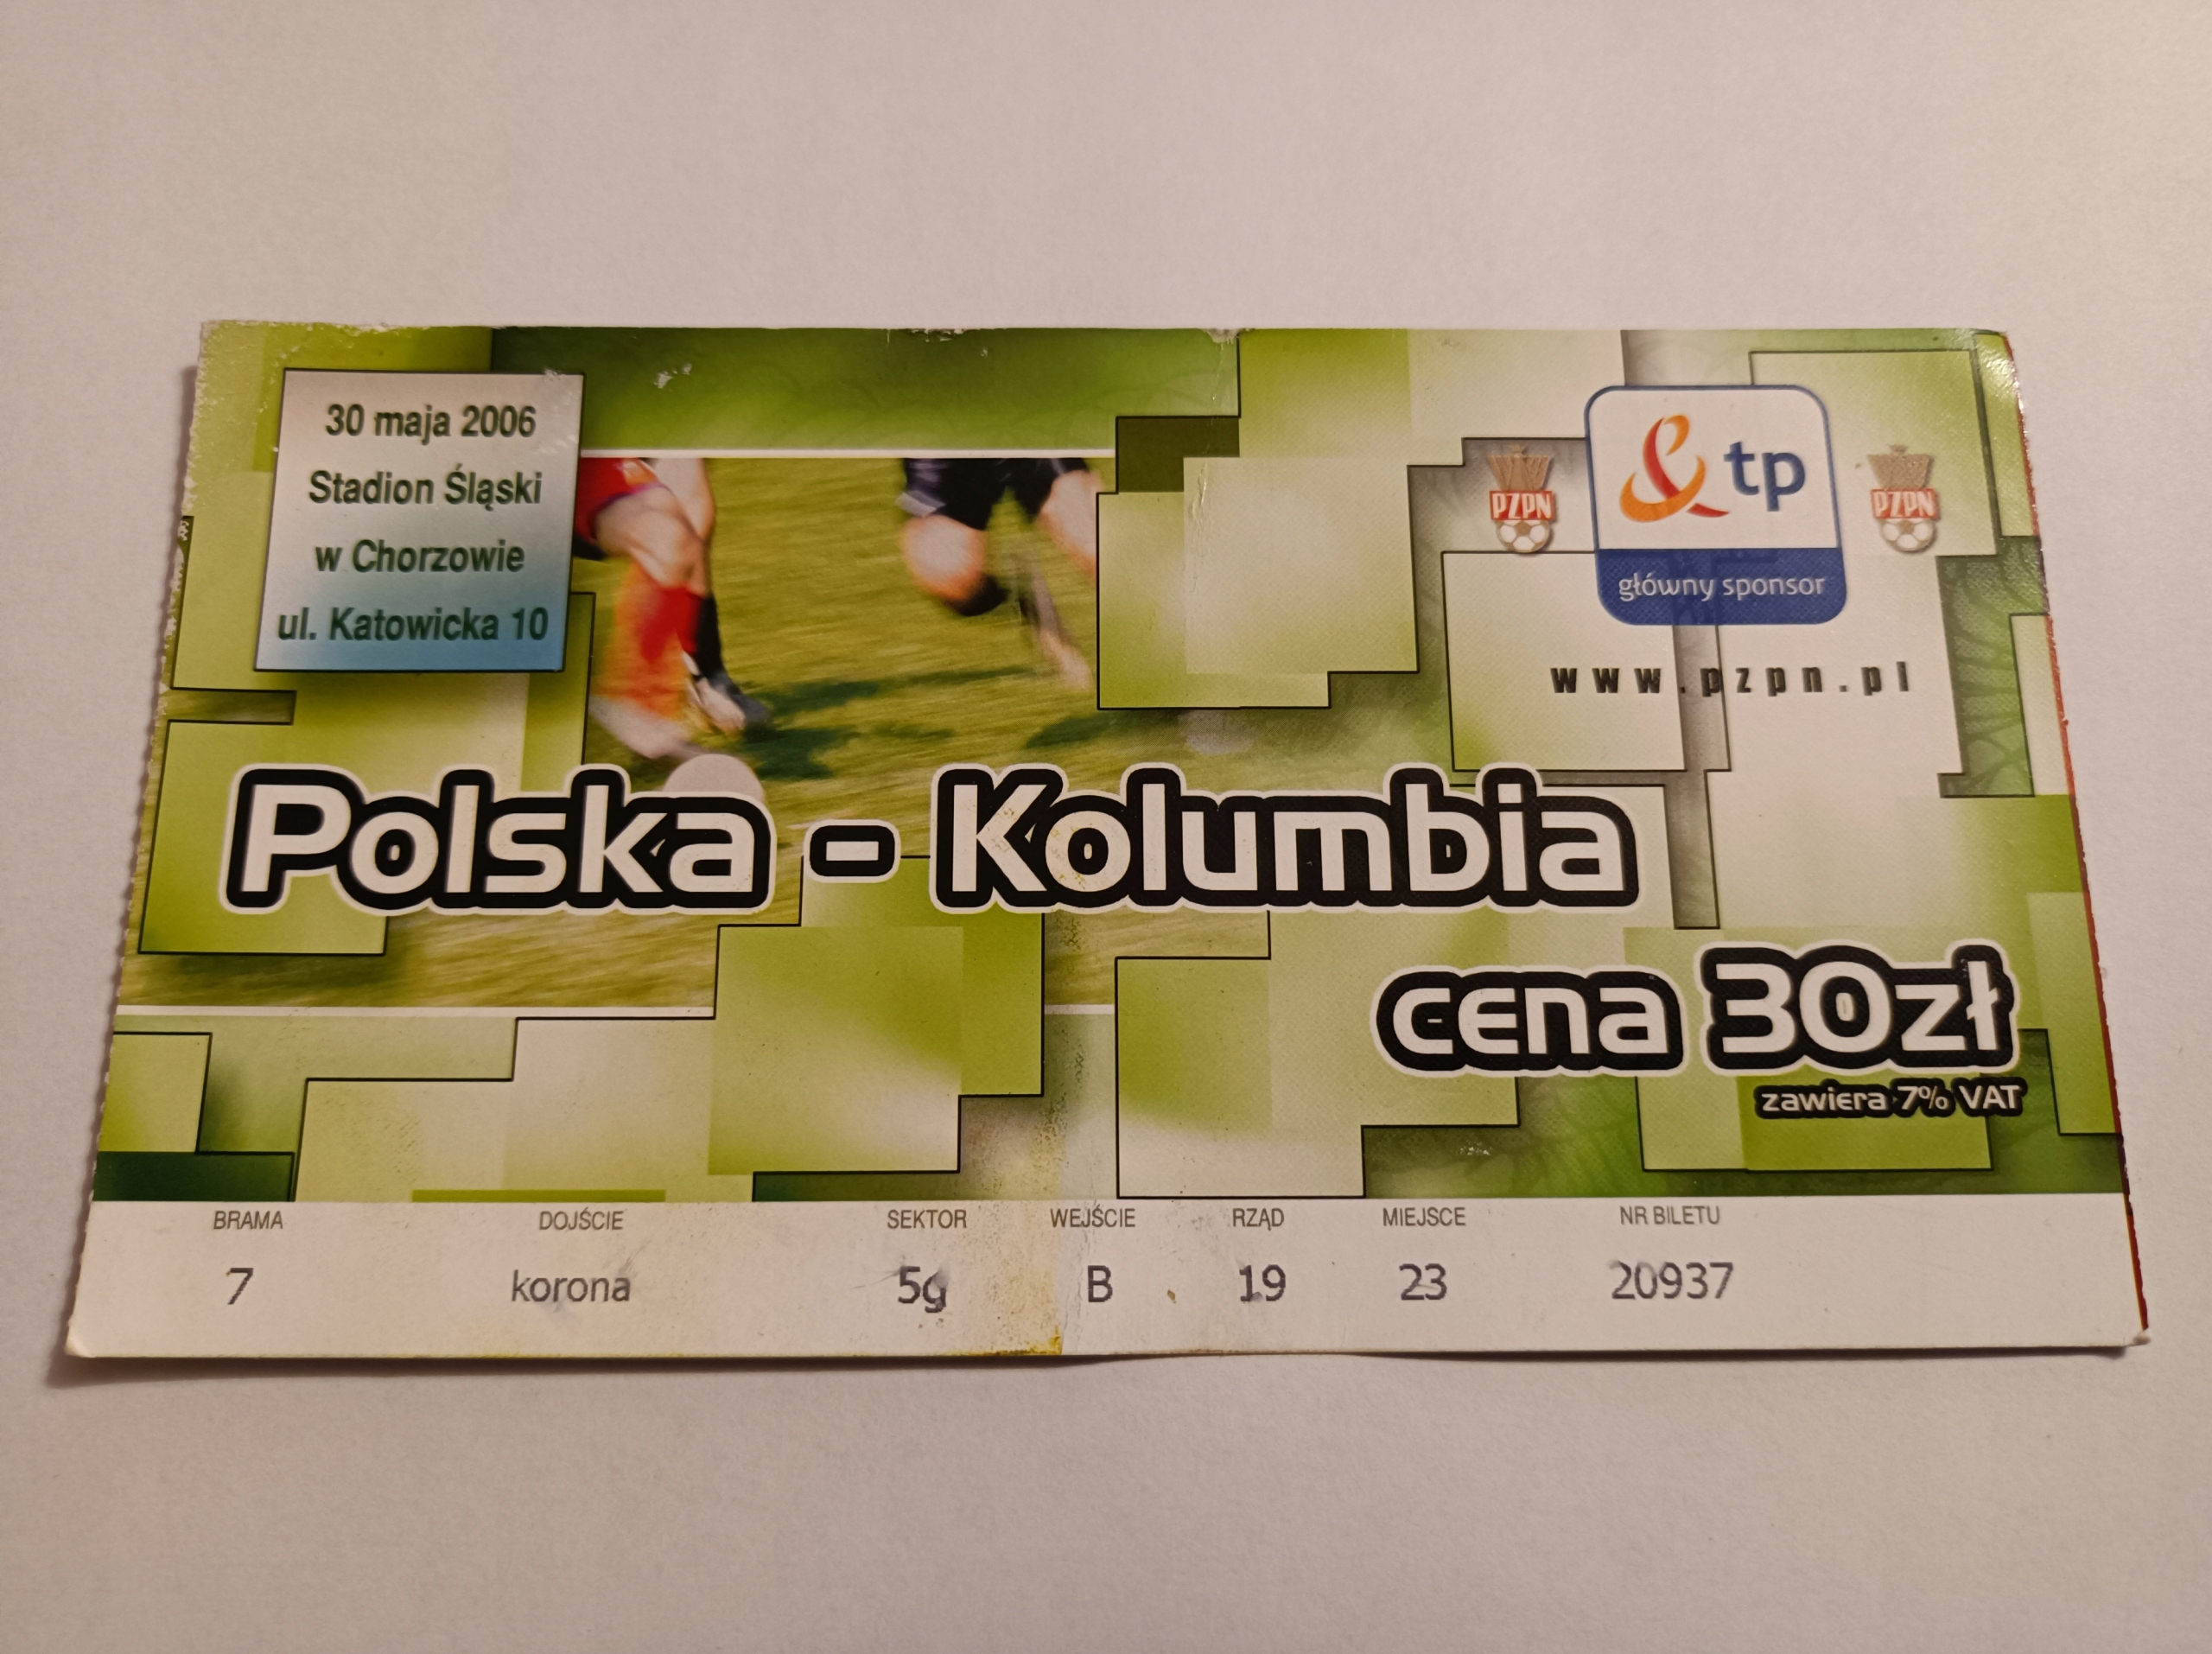 30 maja 2006
Stadion Śląski
w Chorzowie
ul. Katowicka 10
PZPN
tp
PZPN
główny sponsor
www.pzpn.pl
Polska - Kolumbia
cena 30zł
zawiera 7% VAT
BRAMA DOJŚCIE SEKTOR WEJŚCIE RZĄD MIEJSCE NR BILETU
7 korona 5g B 19 23 20937